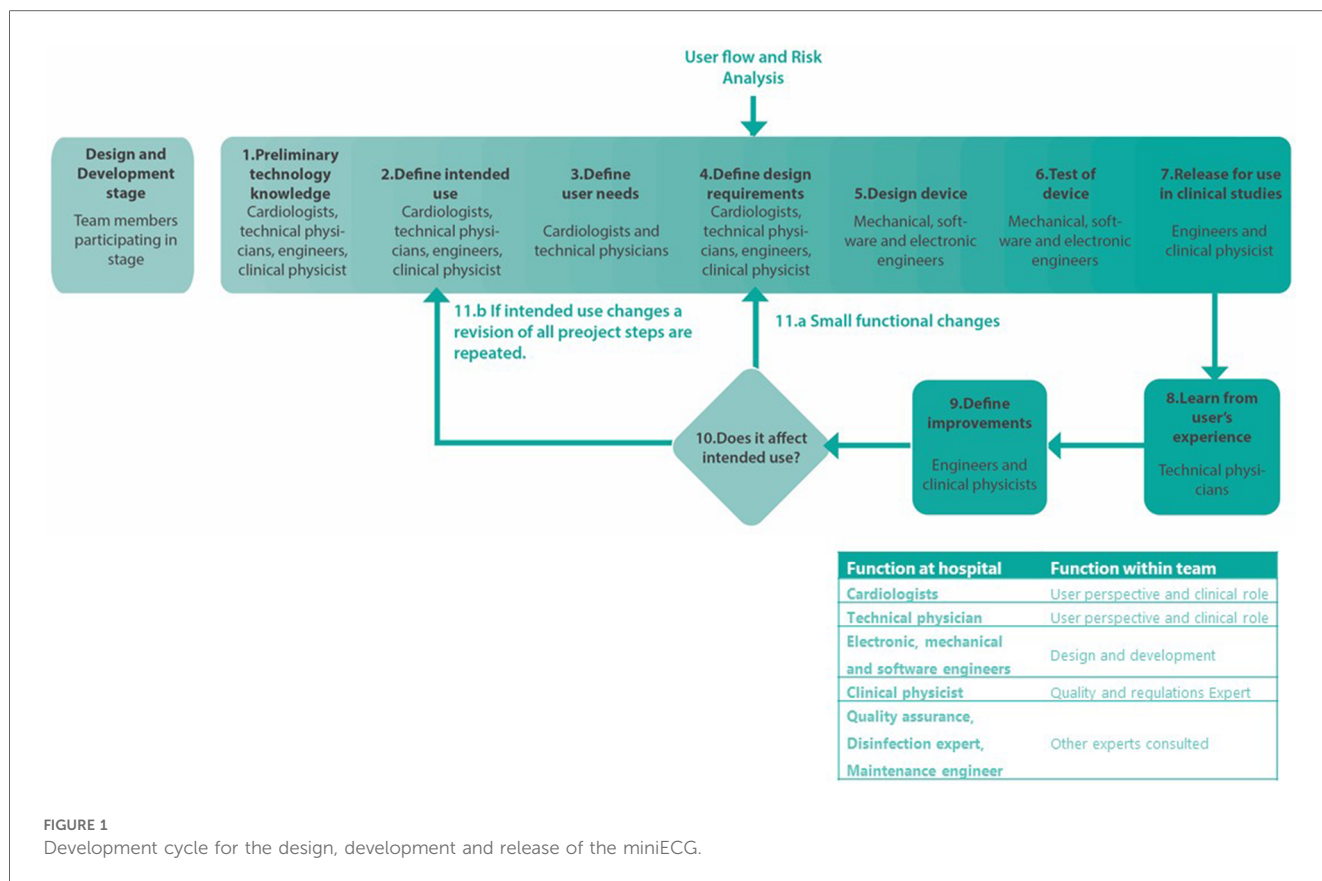 User flow and Risk
Analysis
Design and
Development
stage
Team members
participating in
stage
1.Preliminary
technology
knowledge
Cardiologists,
technical physi-
cians, engineers,
clinical physicist
2.Define intended
use
Cardiologists,
technical physi-
cians, engineers,
clinical physicist
3.Define
user needs
Cardiologists and
technical physicians
4.Define design
requirements
Cardiologists,
technical physi-
cians, engineers,
clinical physicist
5.Design device
Mechanical, soft-
ware and electronic
engineers
6.Test of
device
Mechanical, soft-
ware and electronic
engineers
7.Release for use
in clinical studies
Engineers and
clinical physicist
11.b If intended use changes a
revision of all preoject steps are
repeated.
11.a Small functional changes
10.Does it affect
intended use?
9.Define
improvements
Engineers and
clinical physicists
8.Learn from
user's
experience
Technical physi-
cians
Function at hospital Function within team
Cardiologists User perspective and clinical role
Technical physician User perspective and clinical role
Electronic, mechanical
and software engineers
Design and development
Clinical physicist Quality and regulations Expert
Quality assurance,
Disinfection expert,
Maintenance engineer
Other experts consulted
FIGURE 1
Development cycle for the design, development and release of the miniECG.